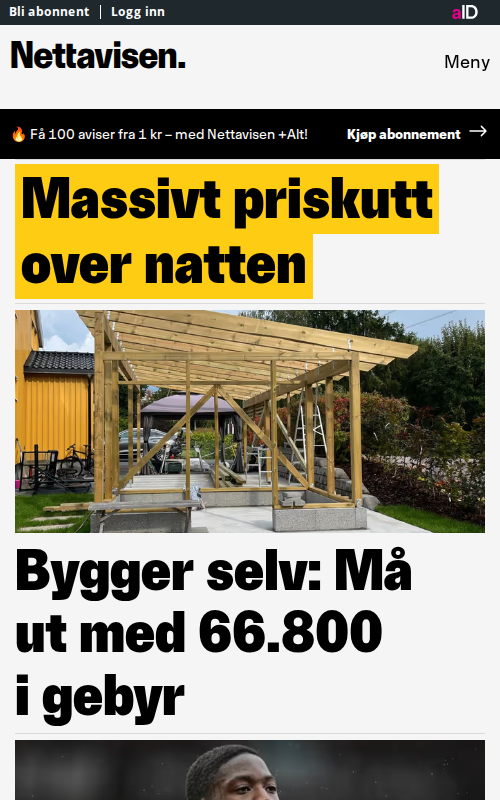 Bli abonnent | Logg inn
aID
Nettavisen.
Meny
🔥 Få 100 aviser fra 1 kr – med Nettavisen +Alt!
Kjøp abonnement →
Massivt priskutt
over natten
Bygger selv: Må
ut med 66.800
i gebyr